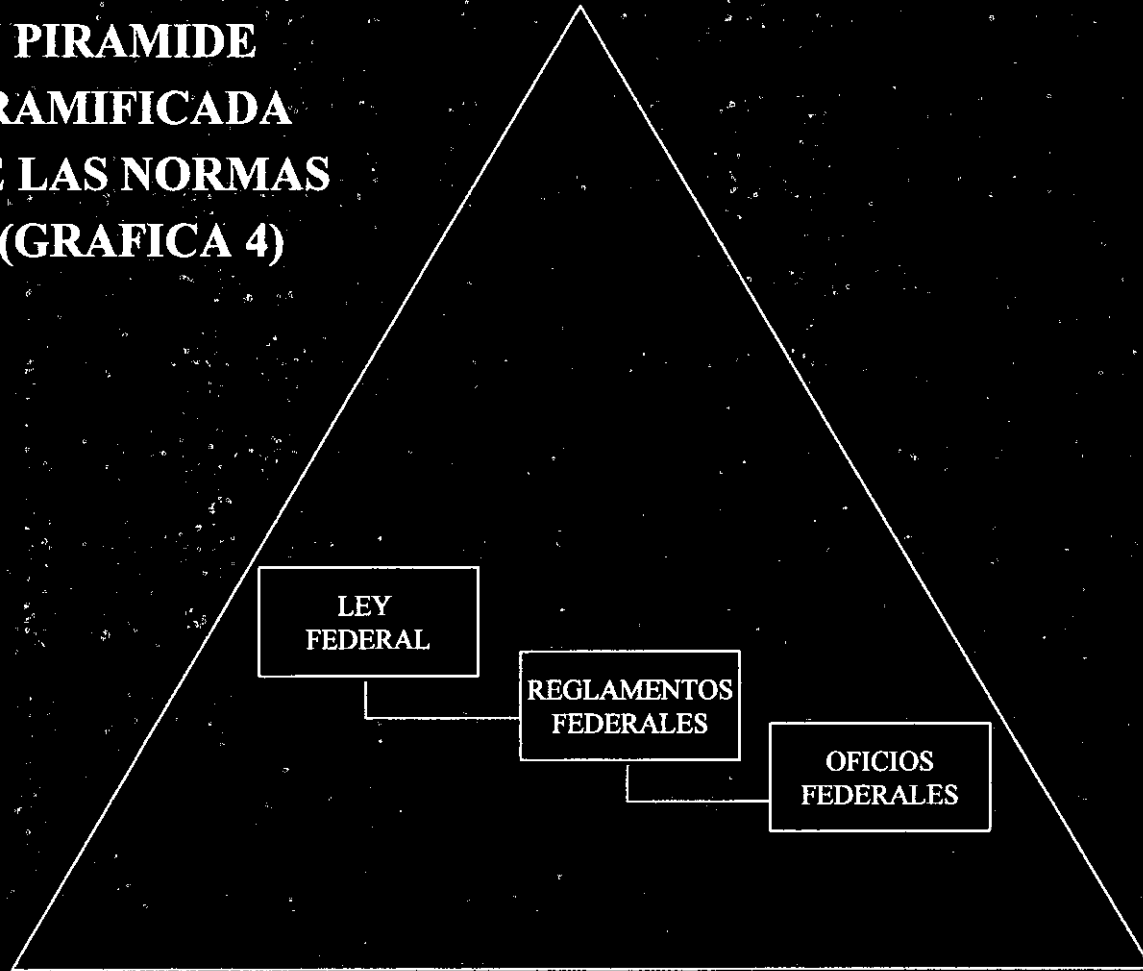 PIRAMIDE
RAMIFICADA
E LAS NORMAS
(GRAFICA 4)
LEY
FEDERAL
REGLAMENTOS
FEDERALES
OFICIOS
FEDERALES